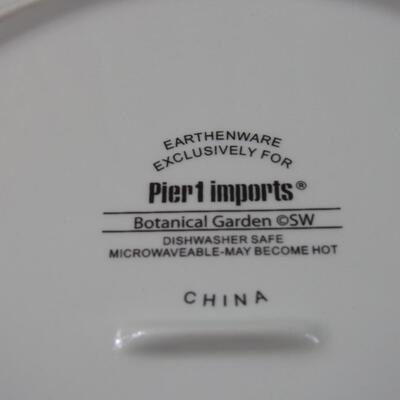 EARTHENWARE
EXCLUSIVELY FOR
Pier1 imports®
Botanical Garden ©SW
DISHWASHER SAFE
MICROWAVEABLE-MAY BECOME HOT
CHINA